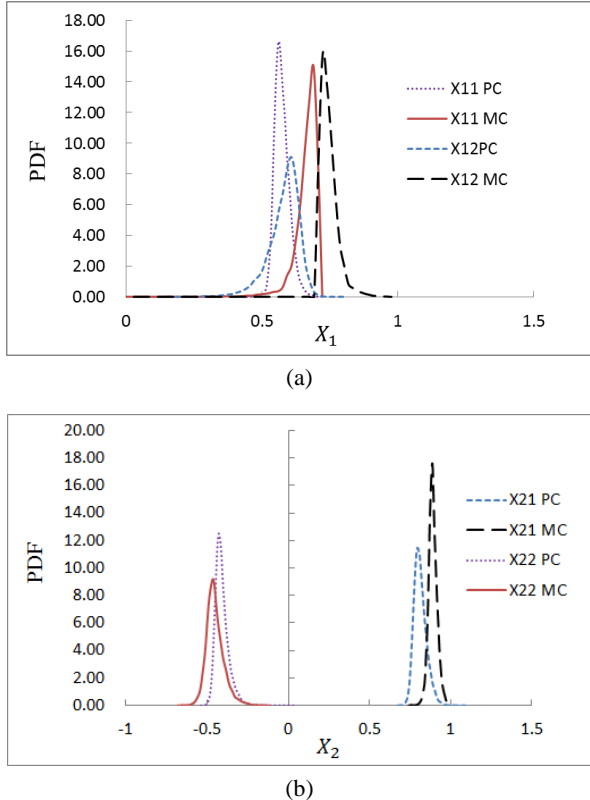 18.00
16.00
14.00
12.00
10.00
8.00
6.00
4.00
2.00
0.00
PDF
X11 PC
X11 MC
X12PC
X12 MC
0 0.5 1 1.5
X₁
(a)
20.00
18.00
16.00
14.00
12.00
10.00
8.00
6.00
4.00
2.00
0.00
PDF
X21 PC
X21 MC
X22 PC
X22 MC
-1 -0.5 0 0.5 1 1.5
X₂
(b)